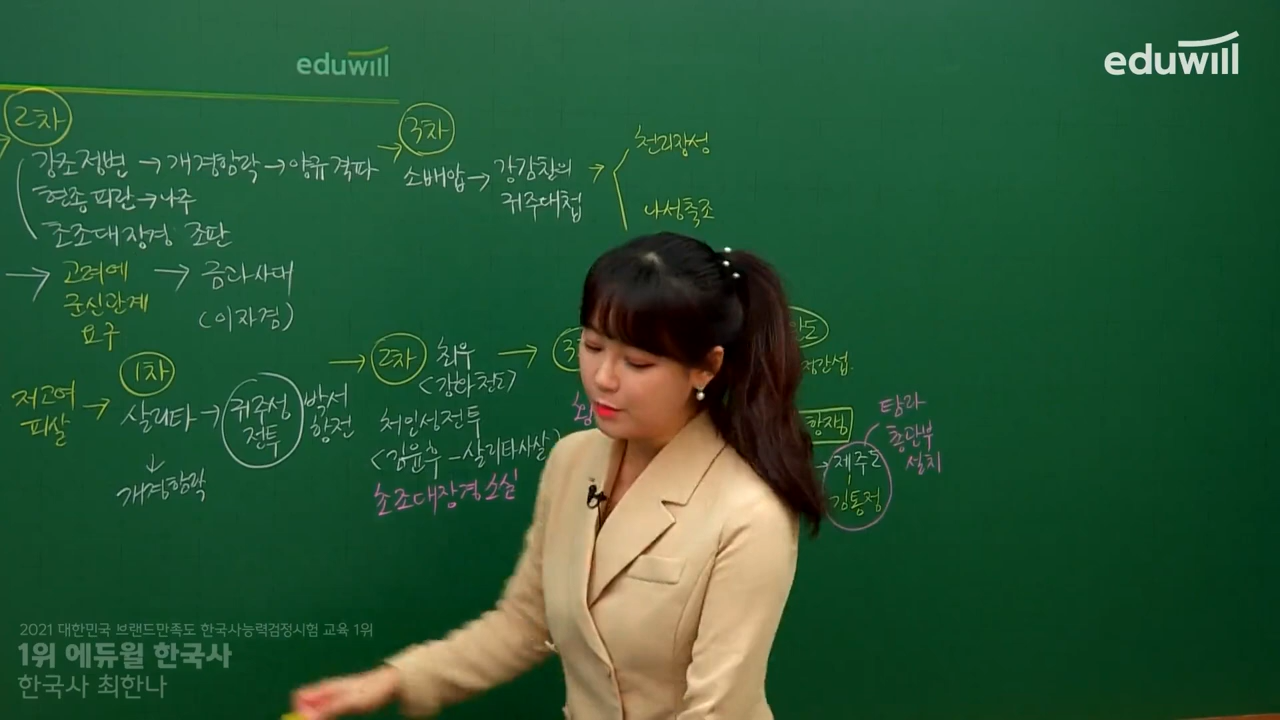 eduwill
eduwill
2차
강조정변 → 개경함락 → 양규 격파 →
현종 피란 → 나주
초조대장경 조판
3차
소배압 → 강감찬의
귀주대첩
→
천리장성
나성축조
→ 고려에
군신관계
요구
→ 금과사대
(이자겸)
저고여
피살
→
1차
살리타 → 귀주성
전투
박서
항전
↓
개경함락
→ 2차
최우
<강화천도>
→
처인성전투
<김윤후 - 살리타사살>
초조대장경 소실
항쟁
→ 제주도
김통정
탐라
총관부
설치
2021 대한민국 브랜드만족도 한국사능력검정시험 교육 1위
1위 에듀윌 한국사
한국사 최한나